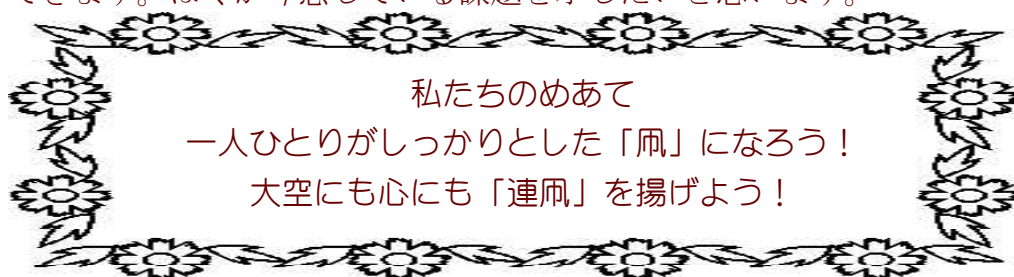 私たちのめあて
一人ひとりがしっかりとした「凧」になろう！
大空にも心にも「連凧」を揚げよう！